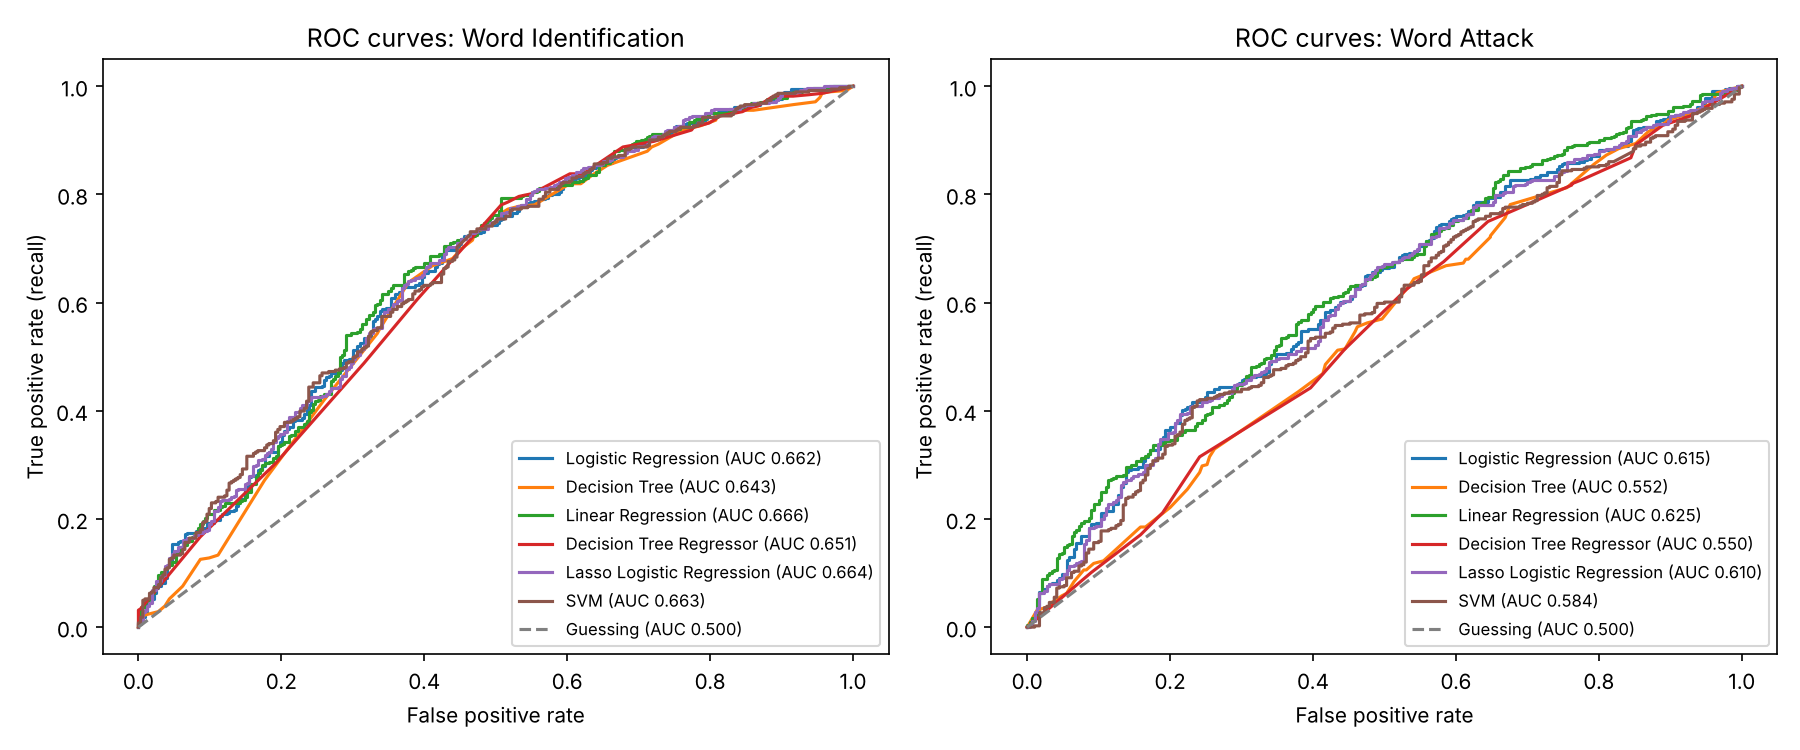 ROC curves: Word Identification
True positive rate (recall)
1.0
0.8
0.6
0.4
0.2
0.0
0.0 0.2 0.4 0.6 0.8 1.0
False positive rate
Logistic Regression (AUC 0.662)
Decision Tree (AUC 0.643)
Linear Regression (AUC 0.666)
Decision Tree Regressor (AUC 0.651)
Lasso Logistic Regression (AUC 0.664)
SVM (AUC 0.663)
Guessing (AUC 0.500)
ROC curves: Word Attack
True positive rate (recall)
1.0
0.8
0.6
0.4
0.2
0.0
0.0 0.2 0.4 0.6 0.8 1.0
False positive rate
Logistic Regression (AUC 0.615)
Decision Tree (AUC 0.552)
Linear Regression (AUC 0.625)
Decision Tree Regressor (AUC 0.550)
Lasso Logistic Regression (AUC 0.610)
SVM (AUC 0.584)
Guessing (AUC 0.500)